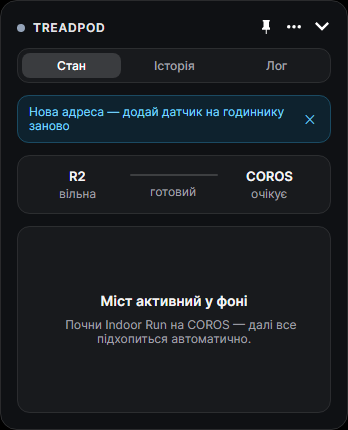 TREADPOD
Стан
Історія
Лог
Нова адреса — додай датчик на годиннику
заново
R2
вільна
готовий
COROS
очікує
Міст активний у фоні
Почни Indoor Run на COROS — далі все
підхопиться автоматично.